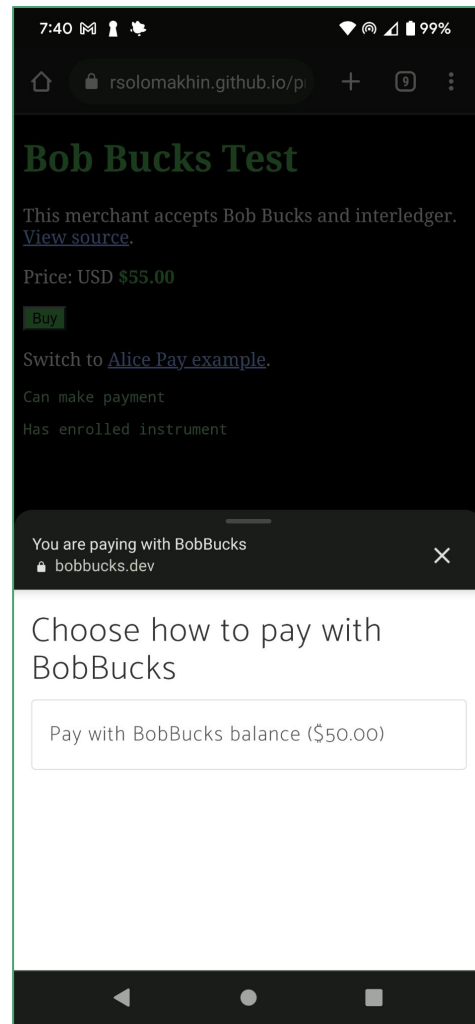 7:40 99%
rsolomakhin.github.io/p 9
Bob Bucks Test
This merchant accepts Bob Bucks and interledger.
View source.
Price: USD $55.00
Buy
Switch to Alice Pay example.
Can make payment
Has enrolled instrument
You are paying with BobBucks
bobbucks.dev
Choose how to pay with
BobBucks
Pay with BobBucks balance ($50.00)